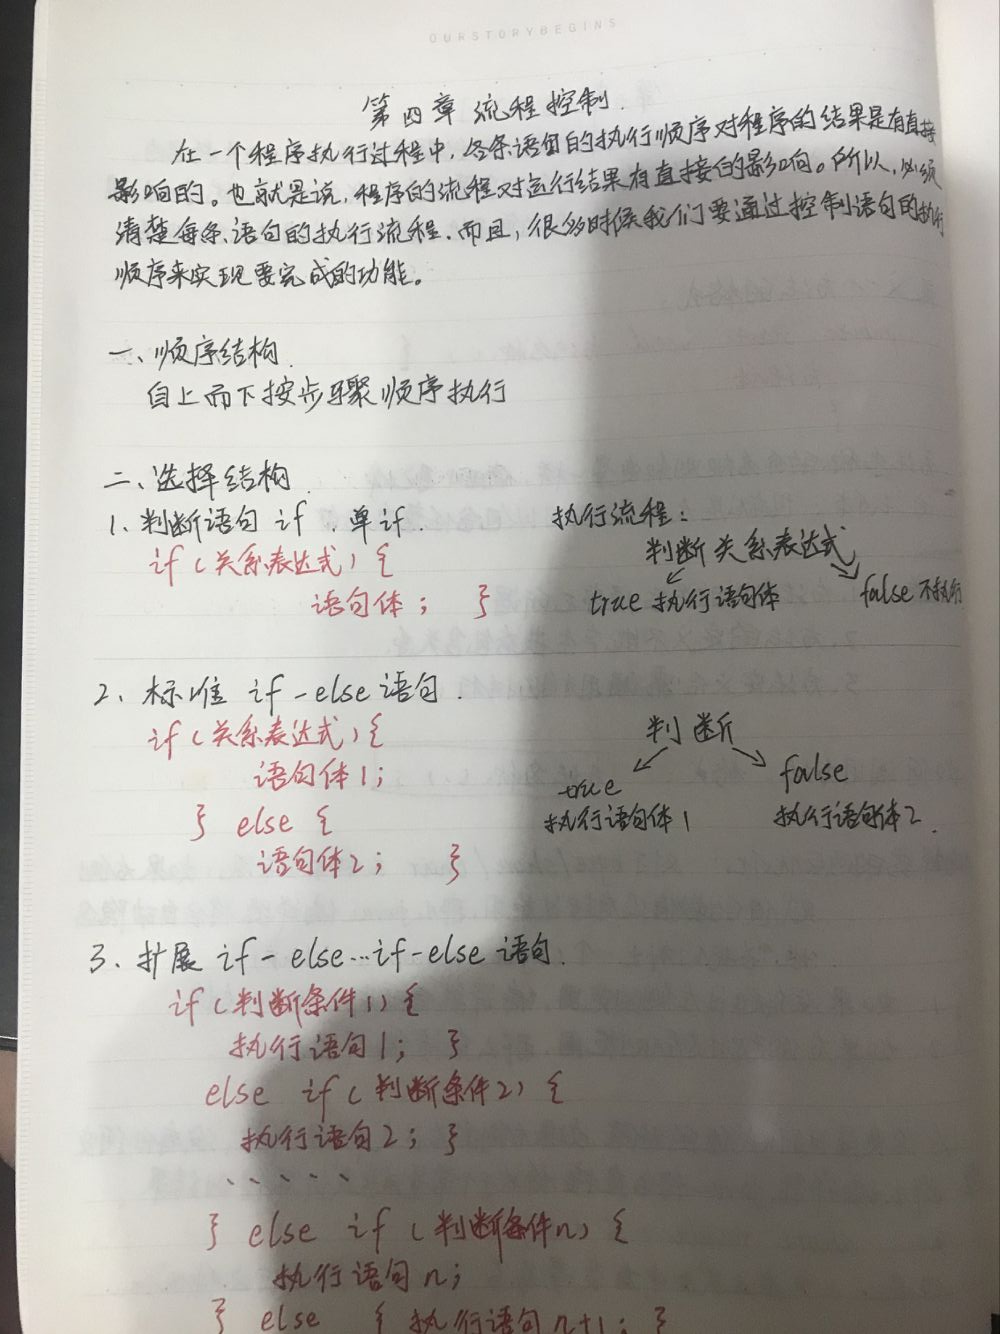 OURSTORYBEGINS
第四章 流程控制.
在一个程序执行过程中,各条语句的执行顺序对程序的结果是有直接
影响的。也就是说,程序的流程对运行结果有直接的影响。所以,必须
清楚每条语句的执行流程.而且,很多时候我们要通过控制语句的执行
顺序来实现要完成的功能。
一、顺序结构.
自上而下按步骤顺序执行
二、选择结构.
1、判断语句 if . 单if.
if(关系表达式){
语句体; }
执行流程:
判断关系表达式
true 执行语句体 false 不执行
2、标准 if-else语句.
if(关系表达式){
语句体1;
} else {
语句体2; }
判断
true false
执行语句体1 执行语句体2.
3、扩展 if-else…if-else语句.
if(判断条件1){
执行语句1; }
else if(判断条件2){
执行语句2; }
、、、、、
} else if(判断条件n){
执行语句n;
} else { 执行语句n+1; }